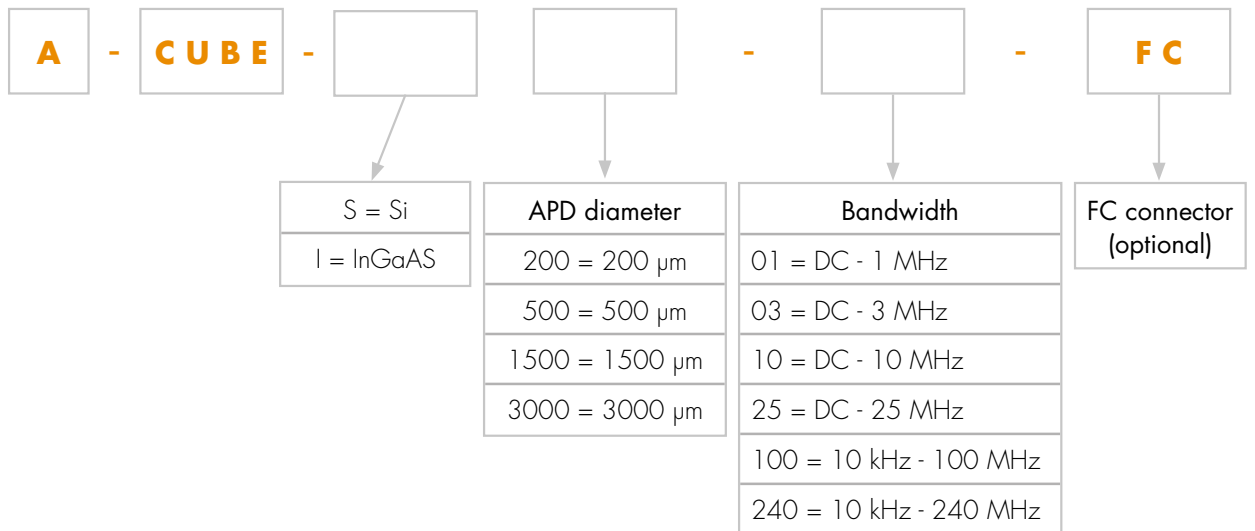 A - CUBE - - - FC
S = Si
I = InGaAS
APD diameter
200 = 200 µm
500 = 500 µm
1500 = 1500 µm
3000 = 3000 µm
Bandwidth
01 = DC - 1 MHz
03 = DC - 3 MHz
10 = DC - 10 MHz
25 = DC - 25 MHz
100 = 10 kHz - 100 MHz
240 = 10 kHz - 240 MHz
FC connector
(optional)